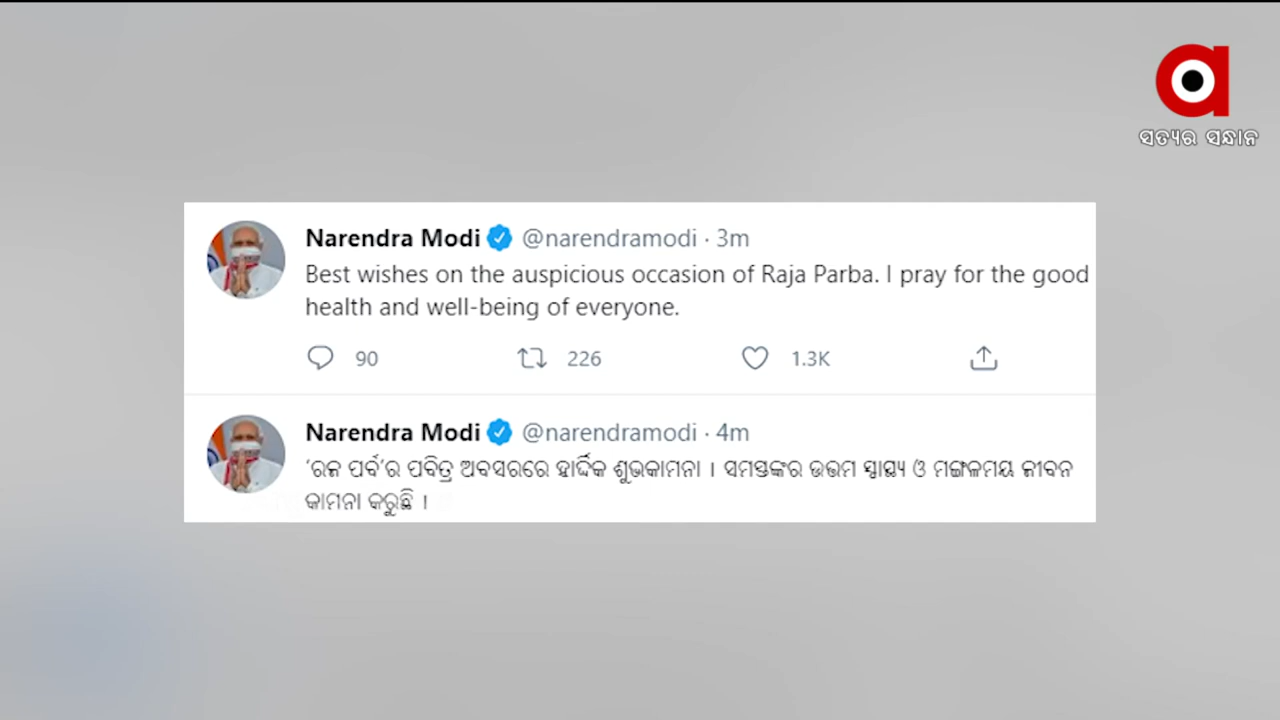 ସତ୍ୟର ସନ୍ଧାନ
Narendra Modi @narendramodi · 3m
Best wishes on the auspicious occasion of Raja Parba. I pray for the good
health and well-being of everyone.
90 226 1.3K
Narendra Modi @narendramodi · 4m
‘ରଜ ପର୍ବ’ର ପବିତ୍ର ଅବସରରେ ହାର୍ଦ୍ଦିକ ଶୁଭକାମନା । ସମସ୍ତଙ୍କର ଉତ୍ତମ ସ୍ୱାସ୍ଥ୍ୟ ଓ ମଙ୍ଗଳମୟ ଜୀବନ
କାମନା କରୁଛି ।